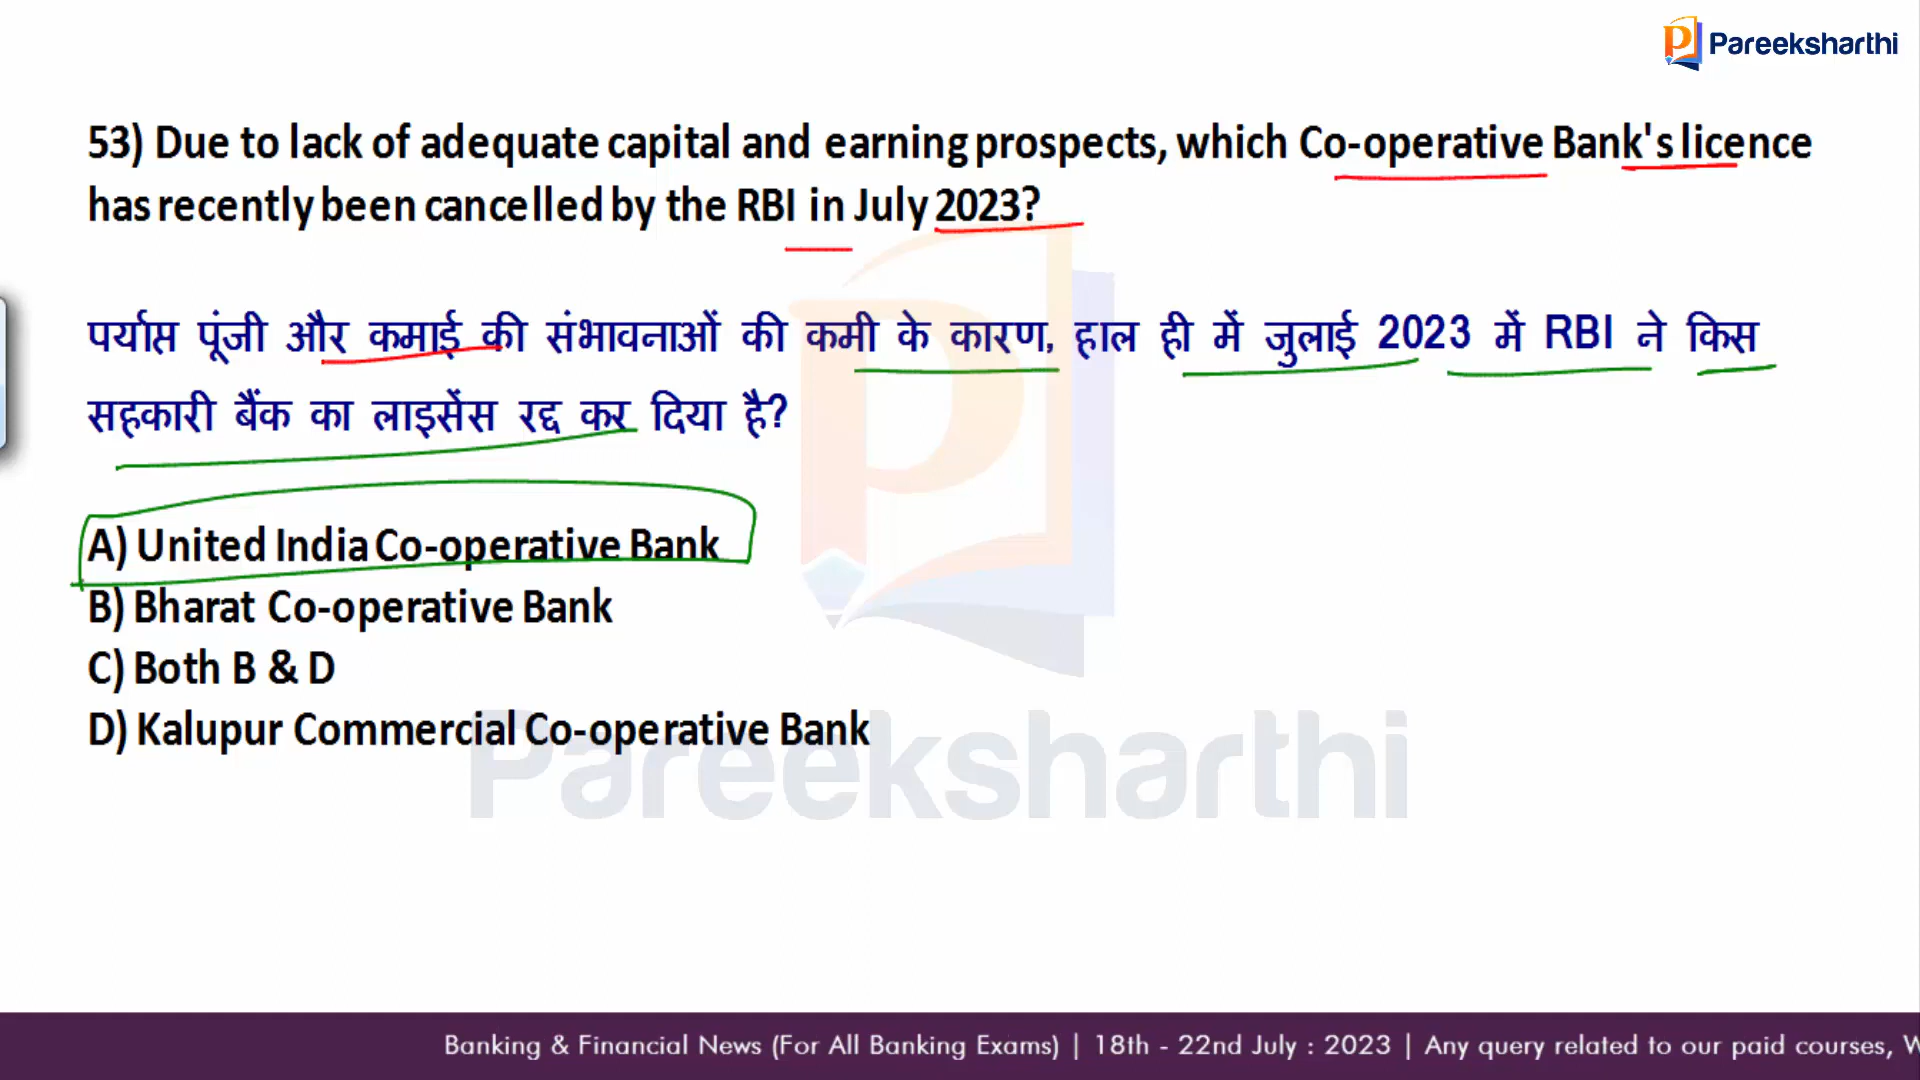 Pareeksharthi
53) Due to lack of adequate capital and earning prospects, which Co-operative Bank's licence
has recently been cancelled by the RBI in July 2023?
पर्याप्त पूंजी और कमाई की संभावनाओं की कमी के कारण, हाल ही में जुलाई 2023 में RBI ने किस
सहकारी बैंक का लाइसेंस रद्द कर दिया है?
A) United India Co-operative Bank
B) Bharat Co-operative Bank
C) Both B & D
D) Kalupur Commercial Co-operative Bank
Pareeksharthi
Banking & Financial News (For All Banking Exams) | 18th - 22nd July : 2023 | Any query related to our paid courses, W